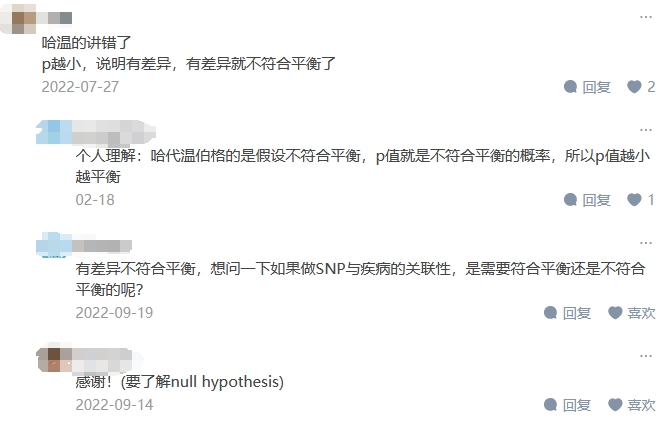 哈温的讲错了
p越小，说明有差异，有差异就不符合平衡了
2022-07-27 回复 2
个人理解：哈代温伯格的是假设不符合平衡，p值就是不符合平衡的概率，所以p值越小
越平衡
02-18 回复 1
有差异不符合平衡，想问一下如果做SNP与疾病的关联性，是需要符合平衡还是不符合
平衡的呢？
2022-09-19 回复 喜欢
感谢！(要了解null hypothesis)
2022-09-14 回复 喜欢